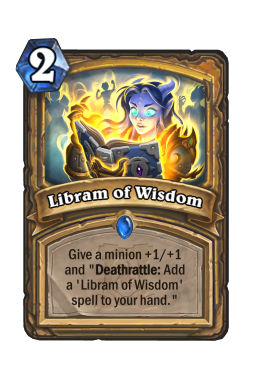 2
Libram of Wisdom
Give a minion +1/+1
and "Deathrattle: Add
a 'Libram of Wisdom'
spell to your hand."